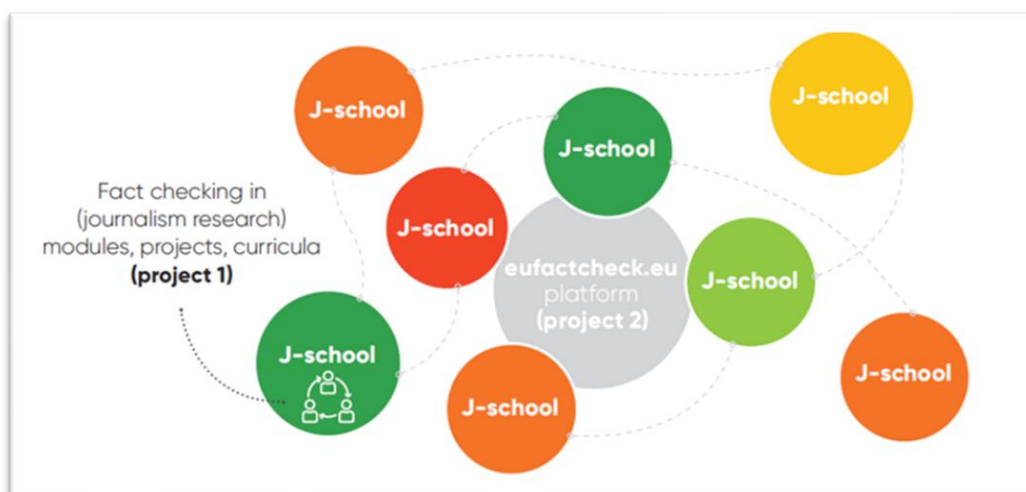 J-school
J-school
J-school
J-school
Fact checking in
(journalism research)
modules, projects, curricula
(project 1)
eufactcheck.eu
platform
(project 2)
J-school
J-school
J-school
J-school